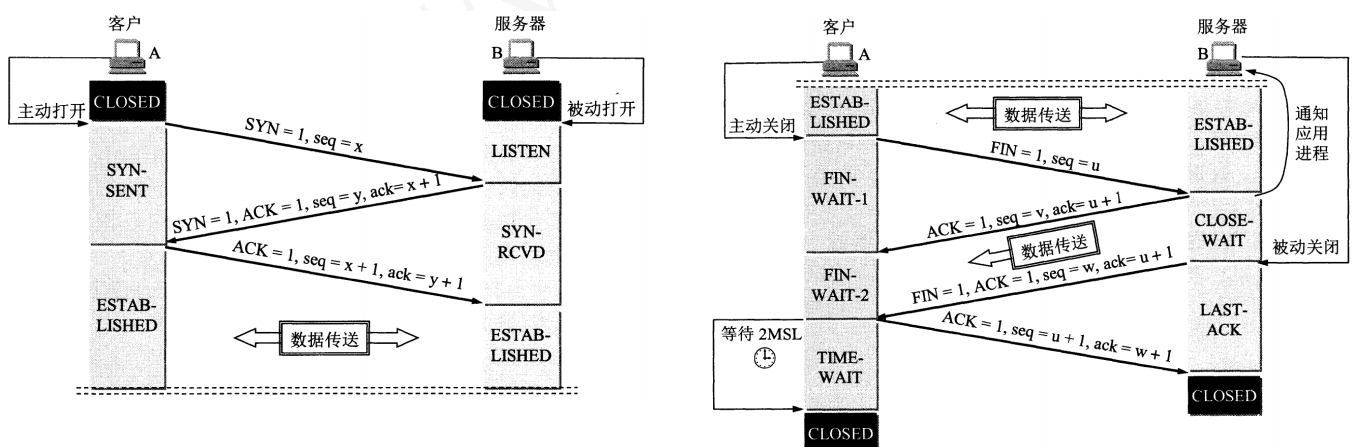 客户
A
CLOSED
主动打开
SYN-
SENT
ESTAB-
LISHED
服务器
B
CLOSED
被动打开
LISTEN
SYN-
RCVD
ESTAB-
LISHED
SYN = 1, seq = x
SYN = 1, ACK = 1, seq = y, ack= x + 1
ACK = 1, seq = x + 1, ack = y + 1
数据传送
客户
A
ESTAB-
LISHED
主动关闭
FIN-
WAIT-1
FIN-
WAIT-2
等待 2MSL
TIME-
WAIT
CLOSED
服务器
B
通知
应用
进程
ESTAB-
LISHED
CLOSE-
WAIT
被动关闭
LAST-
ACK
CLOSED
数据传送
FIN = 1, seq = u
ACK = 1, seq = v, ack= u + 1
数据传送
FIN = 1, ACK = 1, seq = w, ack= u + 1
ACK = 1, seq = u + 1, ack = w + 1